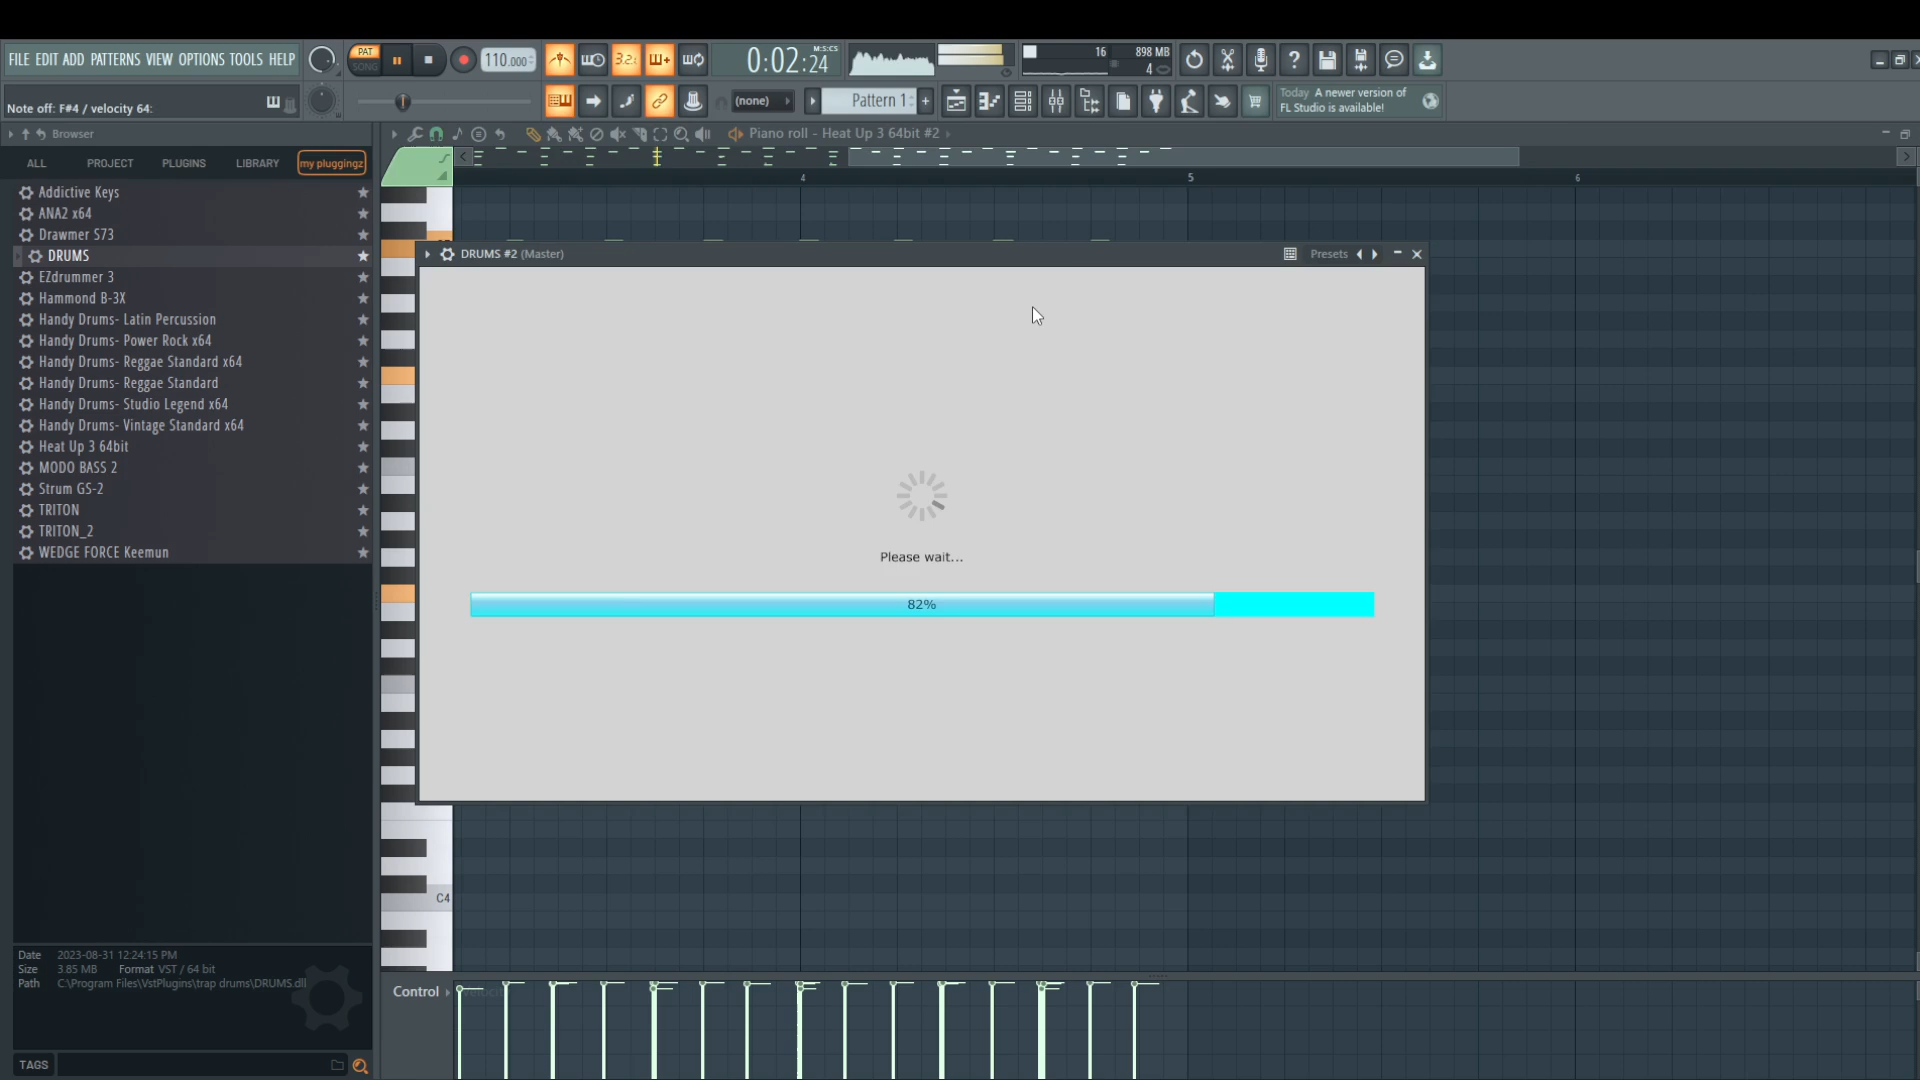 FILE EDIT ADD PATTERNS VIEW OPTIONS TOOLS HELP
PAT
SONG
110.000
3.2.
0:02:24
M:S:CS
16
898 MB
4
Note off: F#4 / velocity 64:
(none)
Pattern 1
+
Today A newer version of
FL Studio is available!
Browser
Piano roll - Heat Up 3 64bit #2
ALL PROJECT PLUGINS LIBRARY my pluggingz
4 5 6
Addictive Keys
ANA2 x64
Drawmer S73
DRUMS
EZdrummer 3
Hammond B-3X
Handy Drums- Latin Percussion
Handy Drums- Power Rock x64
Handy Drums- Reggae Standard x64
Handy Drums- Reggae Standard
Handy Drums- Studio Legend x64
Handy Drums- Vintage Standard x64
Heat Up 3 64bit
MODO BASS 2
Strum GS-2
TRITON
TRITON_2
WEDGE FORCE Keemun
DRUMS #2 (Master)
Presets
Please wait...
82%
C4
Date 2023-08-31 12:24:15 PM
Size 3.85 MB Format VST / 64 bit
Path C:\Program Files\VstPlugins\trap drums\DRUMS.dll
Control
Velocity
TAGS